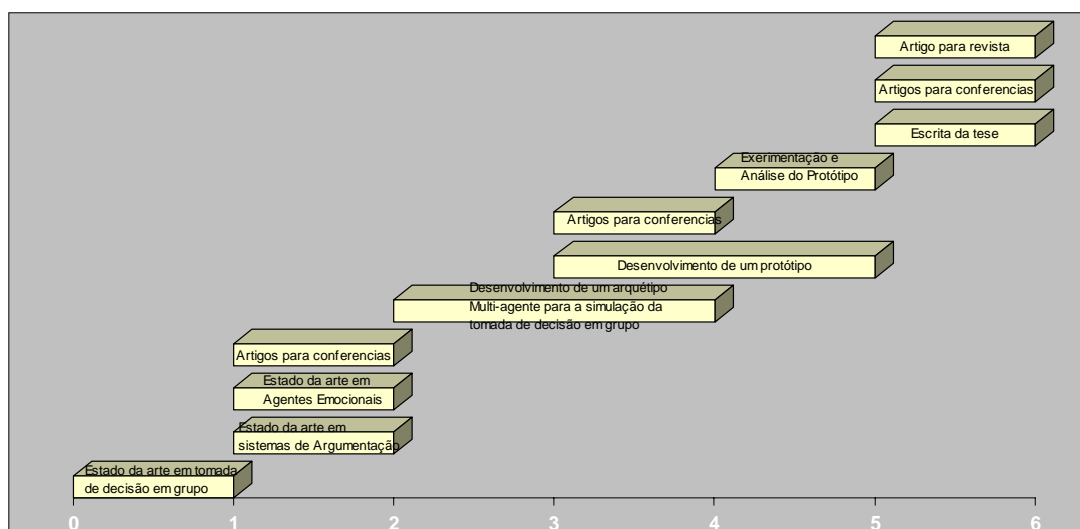 Artigo para revista
Artigos para conferencias
Escrita da tese
Exerimentação e
Análise do Protótipo
Artigos para conferencias
Desenvolvimento de um protótipo
Desenvolvimento de um arquétipo
Multi-agente para a simulação da
tomada de decisão em grupo
Artigos para conferencias
Estado da arte em
Agentes Emocionais
Estado da arte em
sistemas de Argumentação
Estado da arte em tomada
de decisão em grupo
0 1 2 3 4 5 6